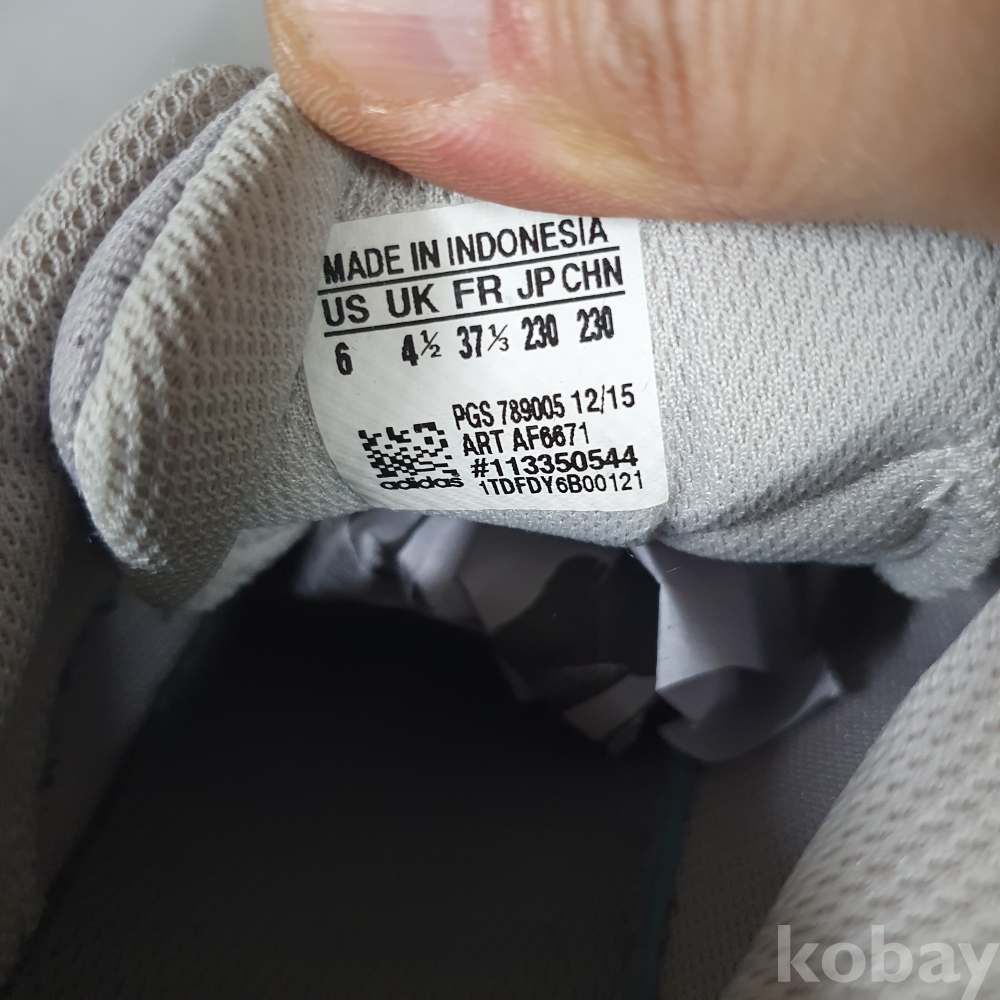 MADE IN INDONESIA
US UK FR JP CHN
6 4½ 37⅓ 230 230
PGS 789005 12/15
ART AF6671
#113350544
adidas 1TDFDY6B00121
kobay